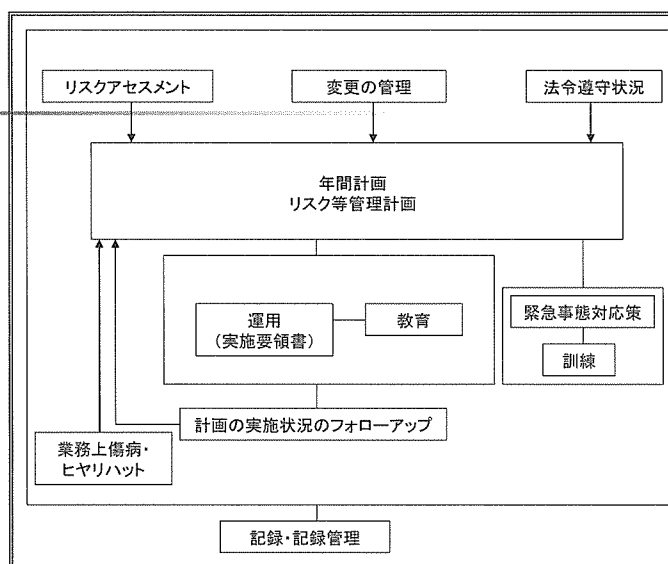 リスクアセスメント
変更の管理
法令遵守状況
年間計画
リスク等管理計画
運用
(実施要領書)
教育
緊急事態対応策
訓練
計画の実施状況のフォローアップ
業務上傷病・
ヒヤリハット
記録・記録管理